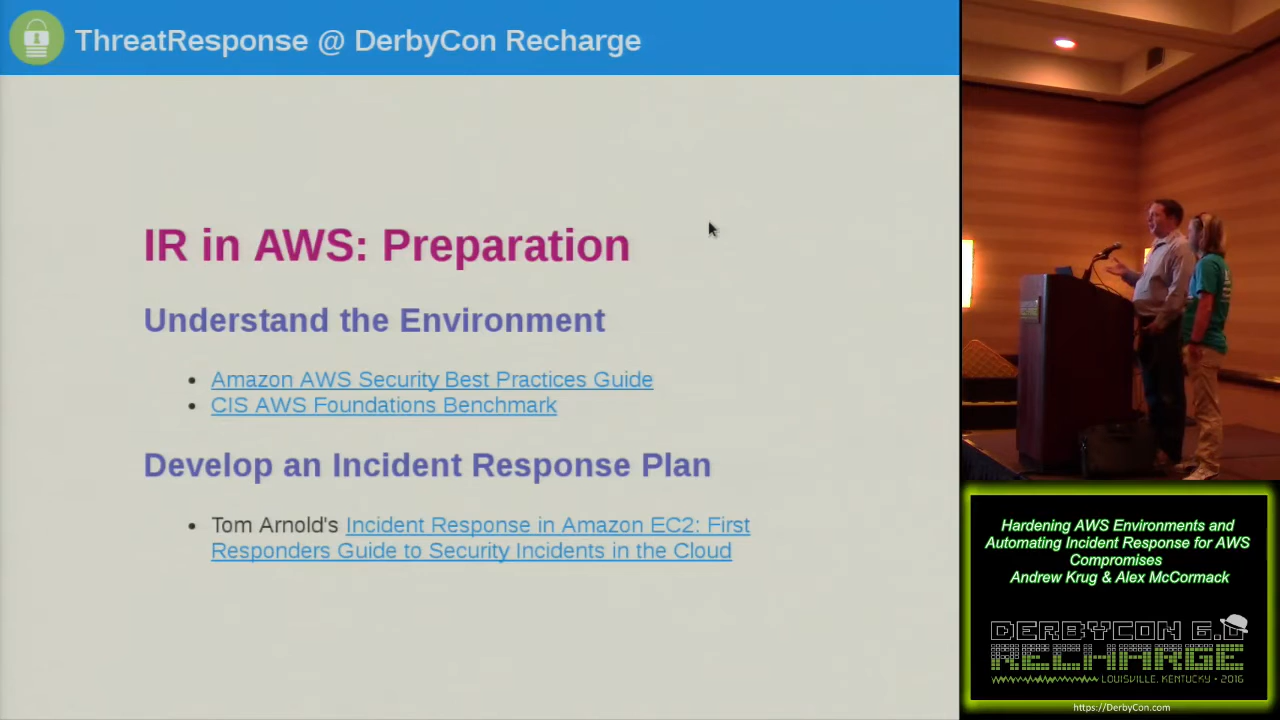 ThreatResponse @ DerbyCon Recharge
IR in AWS: Preparation
Understand the Environment
Amazon AWS Security Best Practices Guide
CIS AWS Foundations Benchmark
Develop an Incident Response Plan
Tom Arnold's Incident Response in Amazon EC2: First
Responders Guide to Security Incidents in the Cloud
Hardening AWS Environments and
Automating Incident Response for AWS
Compromises
Andrew Krug & Alex McCormack
DERBYCON 6.0
RECHARGE
LOUISVILLE, KENTUCKY • 2016
https://DerbyCon.com